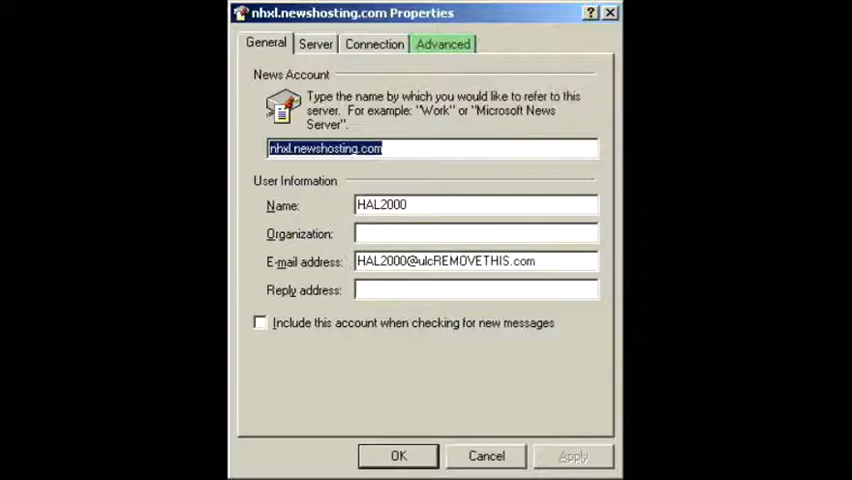 nhxl.newshosting.com Properties
General Server Connection Advanced
News Account
Type the name by which you would like to refer to this
server. For example: "Work" or "Microsoft News
Server".
nhxl.newshosting.com
User Information
Name: HAL2000
Organization:
E-mail address: HAL2000@ulcREMOVETHIS.com
Reply address:
Include this account when checking for new messages
OK Cancel Apply